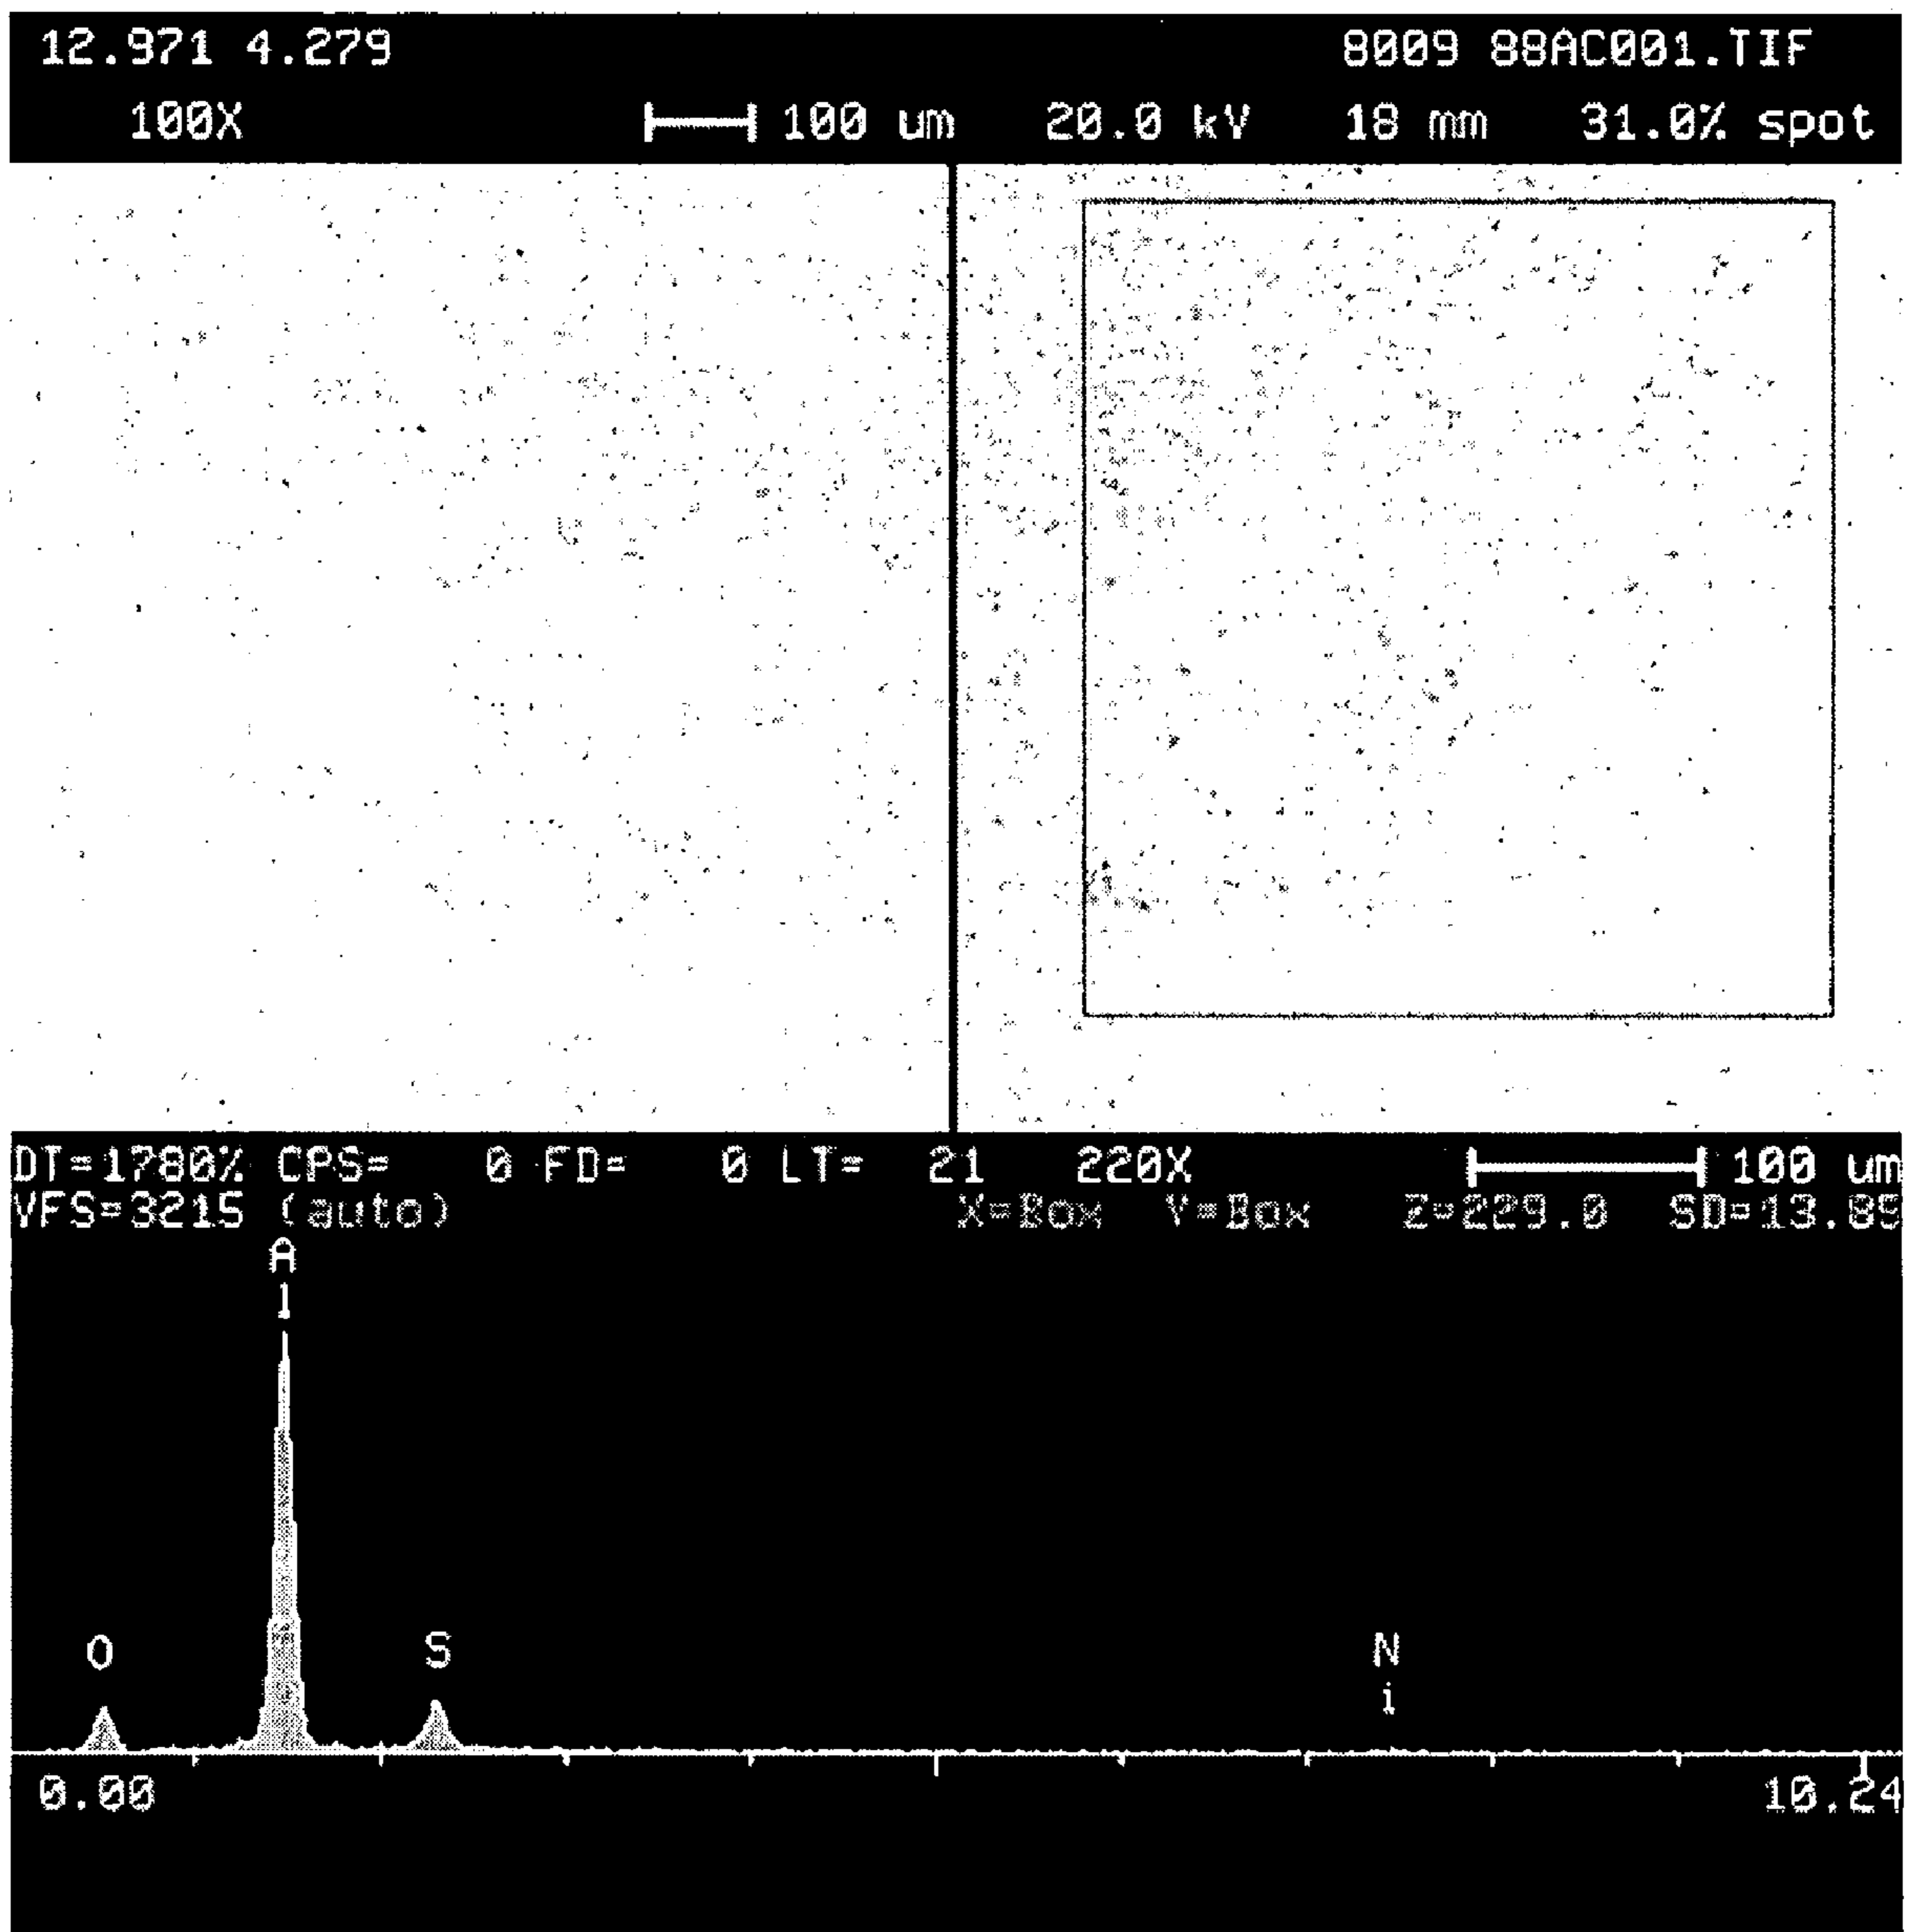 12.971 4.279 8009 88AC001.TIF
100X 100 um 20.0 kV 18 mm 31.0% spot
DT=1780% CPS= 0 FD= 0 LT= 21 220X 100 um
VFS=3215 (auto) X=Box Y=Box Z=229.0 SD=13.85
Al
O S Ni
0.00 10.24